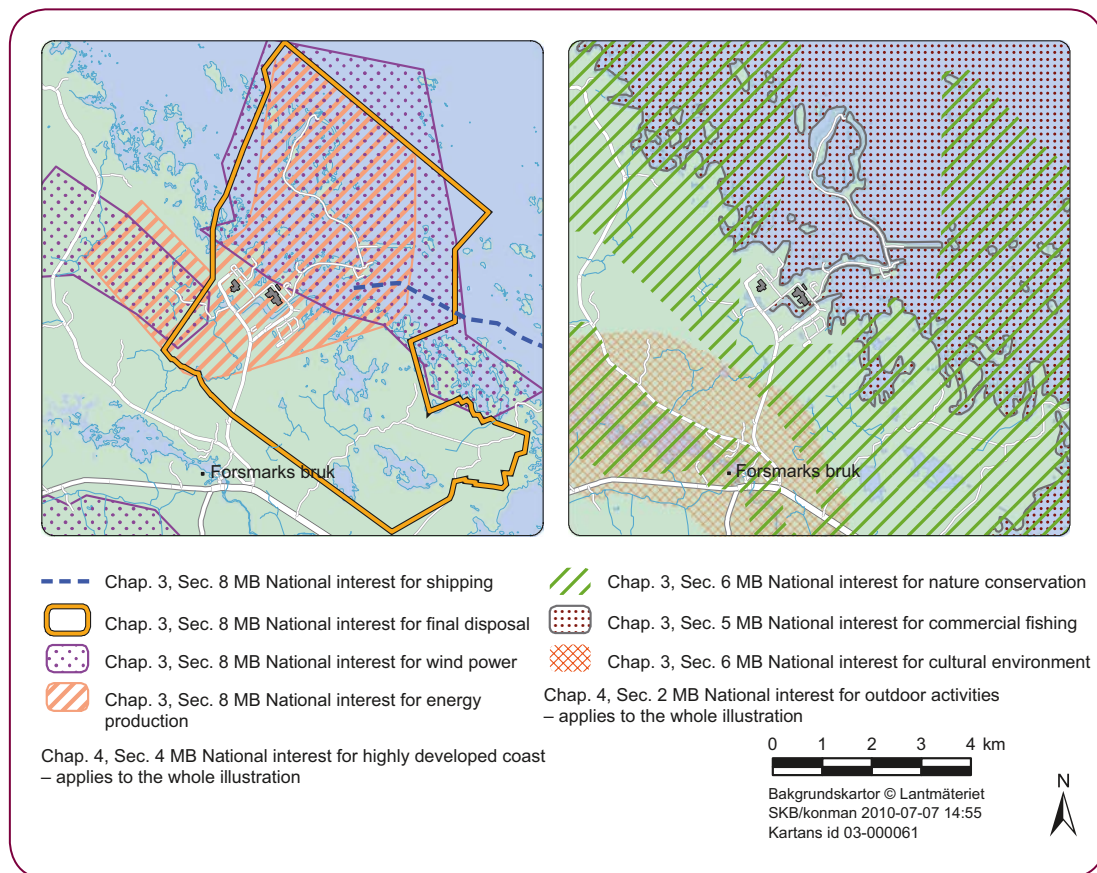 Forsmarks bruk
Forsmarks bruk
Chap. 3, Sec. 8 MB National interest for shipping
Chap. 3, Sec. 8 MB National interest for final disposal
Chap. 3, Sec. 8 MB National interest for wind power
Chap. 3, Sec. 8 MB National interest for energy
production
Chap. 4, Sec. 4 MB National interest for highly developed coast
– applies to the whole illustration
Chap. 3, Sec. 6 MB National interest for nature conservation
Chap. 3, Sec. 5 MB National interest for commercial fishing
Chap. 3, Sec. 6 MB National interest for cultural environment
Chap. 4, Sec. 2 MB National interest for outdoor activities
– applies to the whole illustration
0 1 2 3 4 km
Bakgrundskartor © Lantmäteriet
SKB/konman 2010-07-07 14:55
Kartans id 03-000061
N